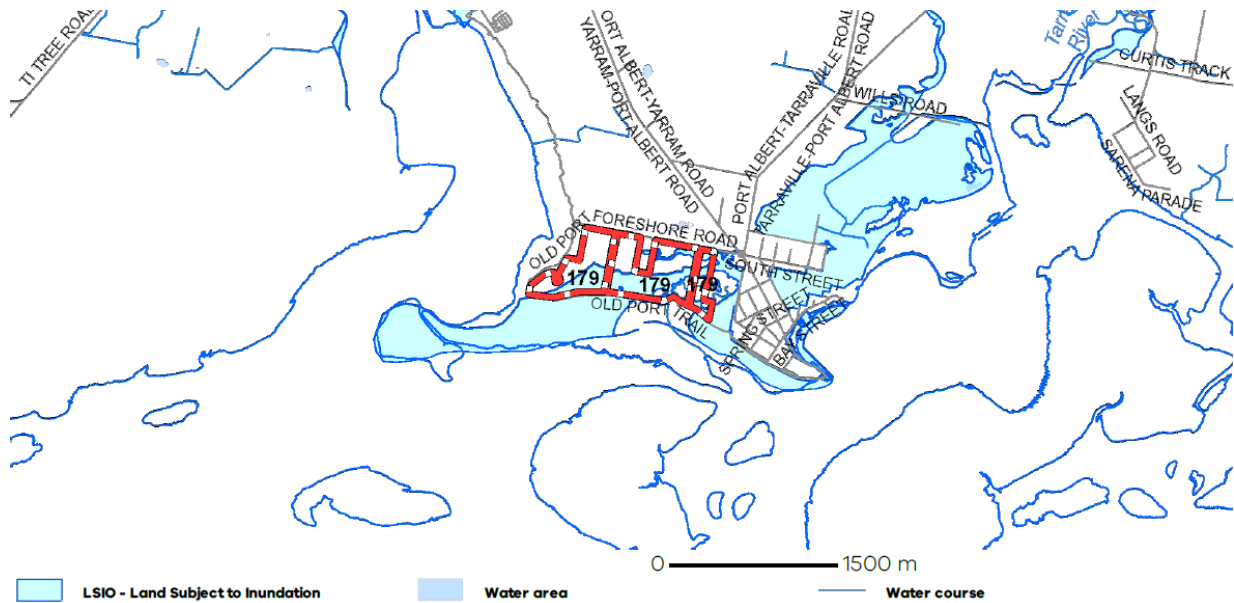 TI TREE ROAD
ORT ALBERT-YARRAM ROAD
YARRAM-PORT ALBERT ROAD
PORT ALBERT-TARRAVILLE ROAD
TARRAVILLE-PORT ALBERT ROAD
WILLS ROAD
River
CURTIS TRACK
LANGS ROAD
SARENA PARADE
OLD PORT
FORESHORE ROAD
SOUTH STREET
179
179
179
OLD PORT TRAIL
SPRING STREET
BAY STREET
0 1500 m
LSIO - Land Subject to Inundation
Water area
Water course